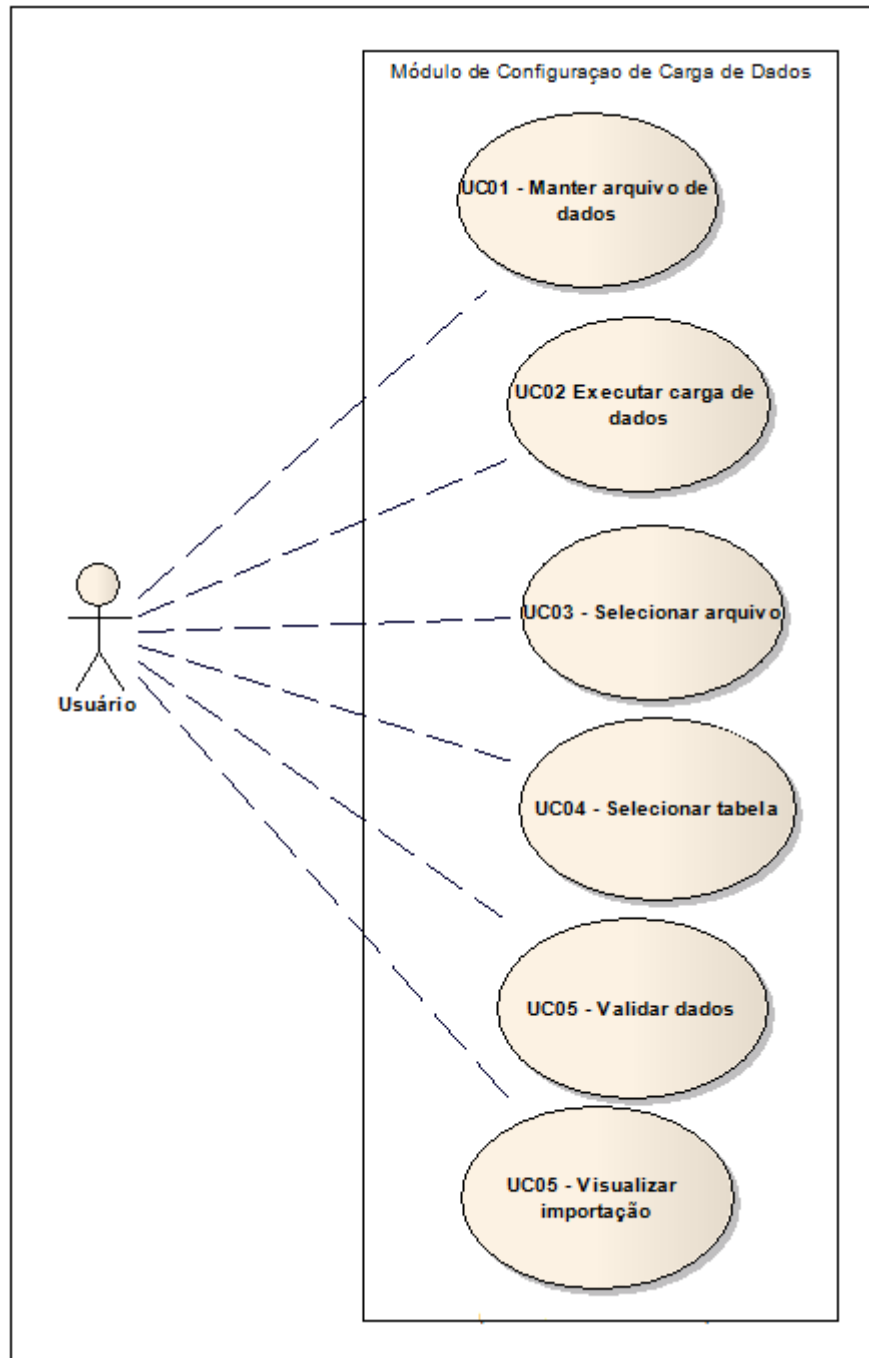 Módulo de Configuraçao de Carga de Dados
UC01 - Manter arquivo de
dados
UC02 Executar carga de
dados
UC03 - Selecionar arquivo
Usuário
UC04 - Selecionar tabela
UC05 - Validar dados
UC05 - Visualizar
importação